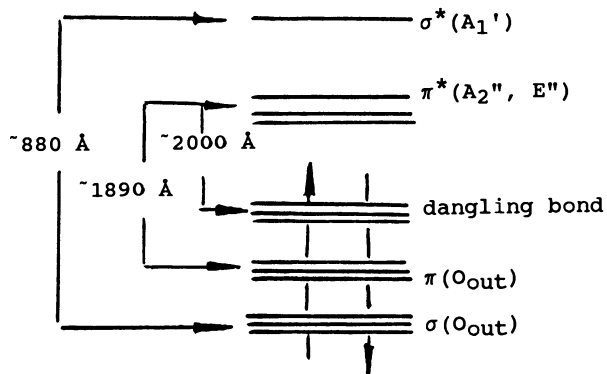 σ*(A₁')
π*(A₂", E")
~880 Å
~2000 Å
~1890 Å
dangling bond
π(Oout)
σ(Oout)